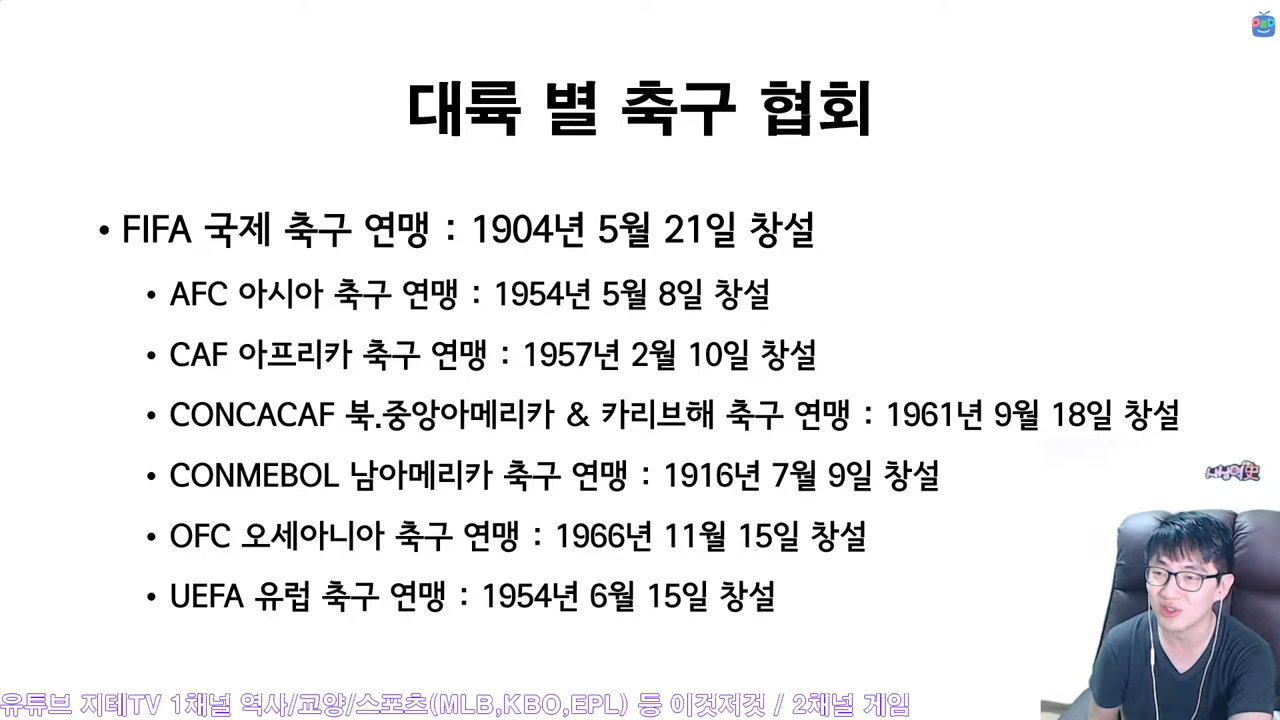 대륙 별 축구 협회
• FIFA 국제 축구 연맹 : 1904년 5월 21일 창설
• AFC 아시아 축구 연맹 : 1954년 5월 8일 창설
• CAF 아프리카 축구 연맹 : 1957년 2월 10일 창설
• CONCACAF 북.중앙아메리카 & 카리브해 축구 연맹 : 1961년 9월 18일 창설
• CONMEBOL 남아메리카 축구 연맹 : 1916년 7월 9일 창설
• OFC 오세아니아 축구 연맹 : 1966년 11월 15일 창설
• UEFA 유럽 축구 연맹 : 1954년 6월 15일 창설
유튜브 지테TV 1채널 역사/교양/스포츠(MLB,KBO,EPL) 등 이것저것 / 2채널 게임